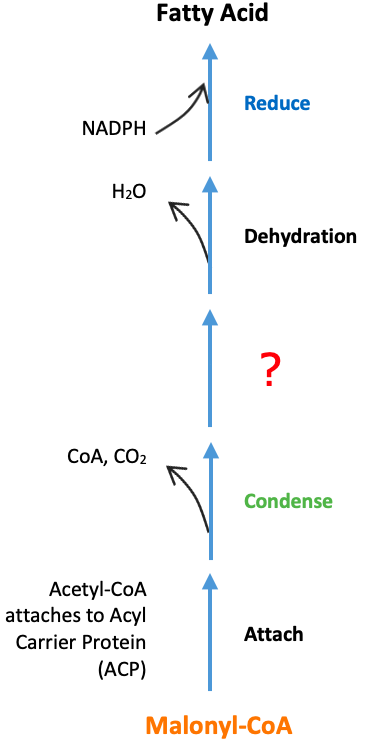 Fatty Acid
Reduce
NADPH
H₂O
Dehydration
?
CoA, CO₂
Condense
Acetyl-CoA
attaches to Acyl
Carrier Protein
(ACP)
Attach
Malonyl-CoA